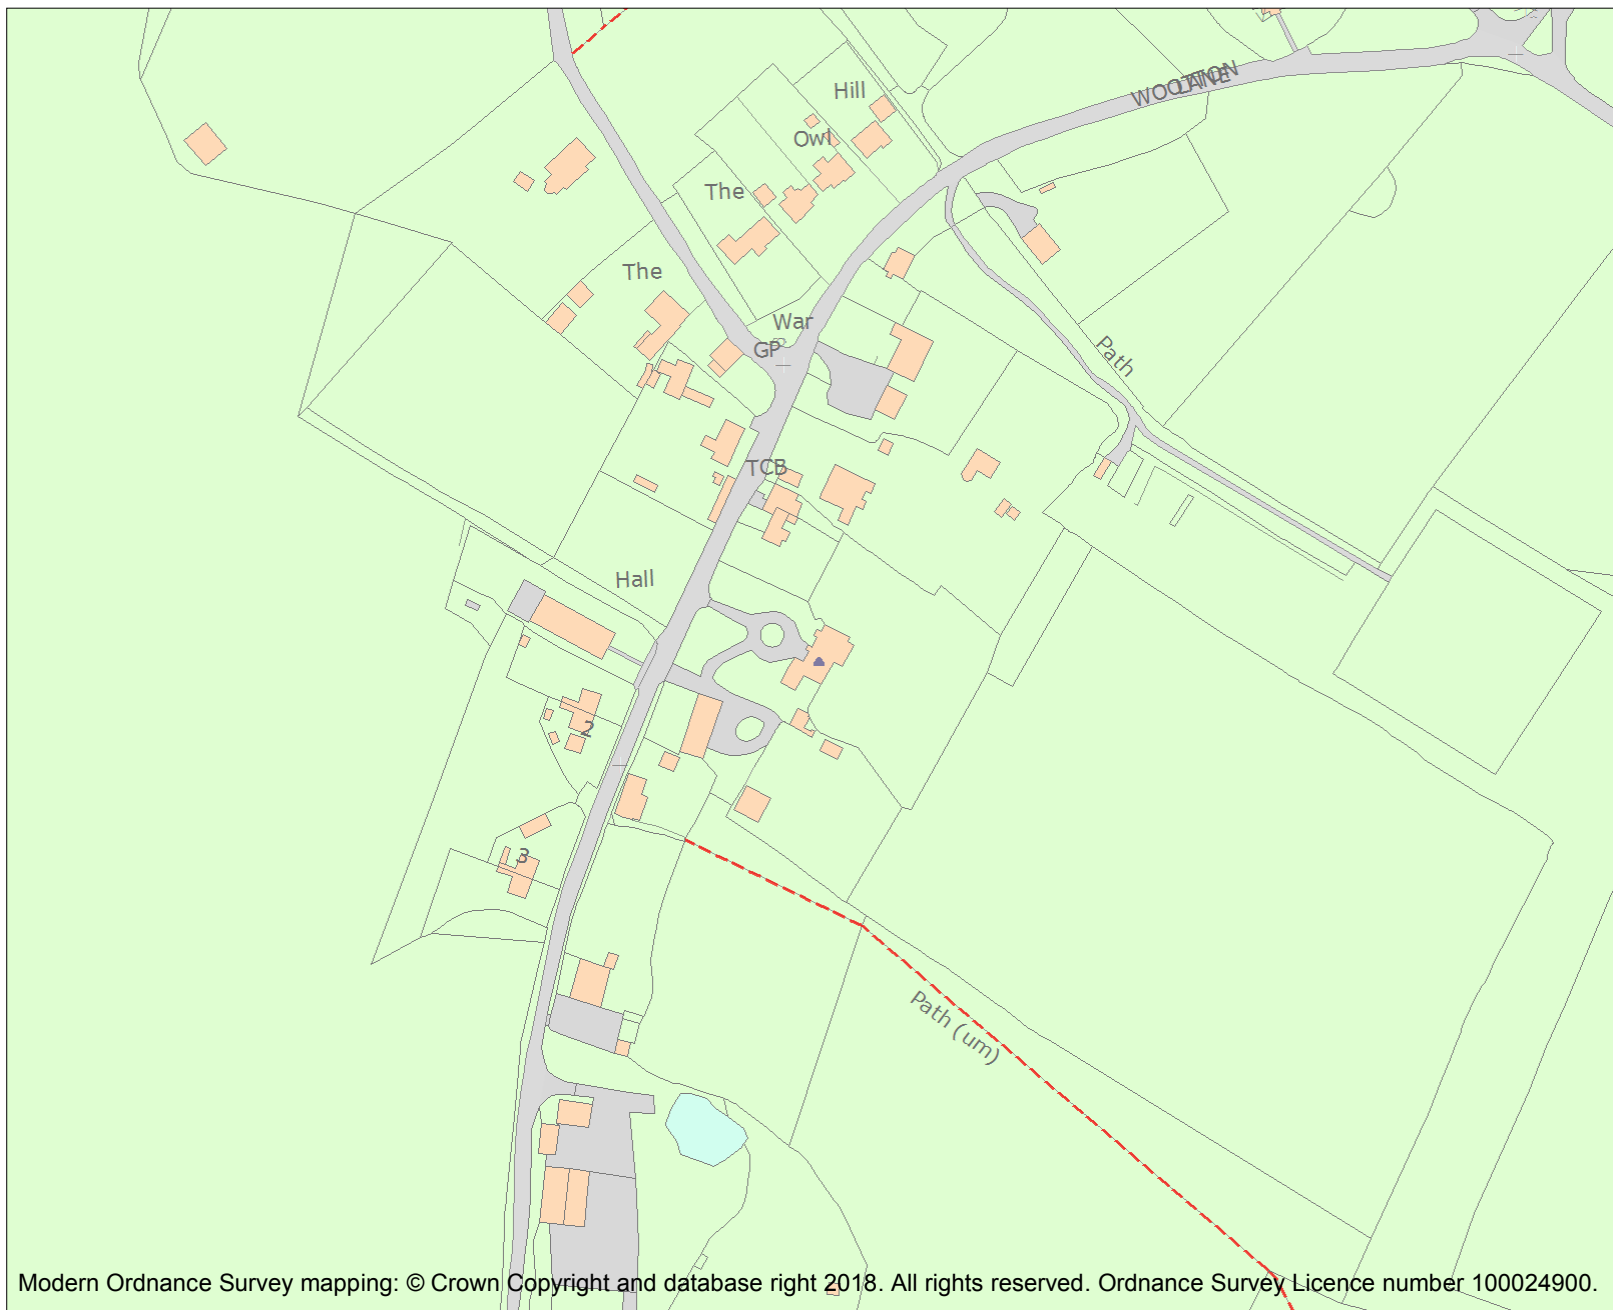 WOOTTON
LANE
Hill
Owl
The
The
War
GP
Path
TCB
Hall
2
3
Path (um)
Modern Ordnance Survey mapping: © Crown Copyright and database right 2018. All rights reserved. Ordnance Survey Licence number 100024900.